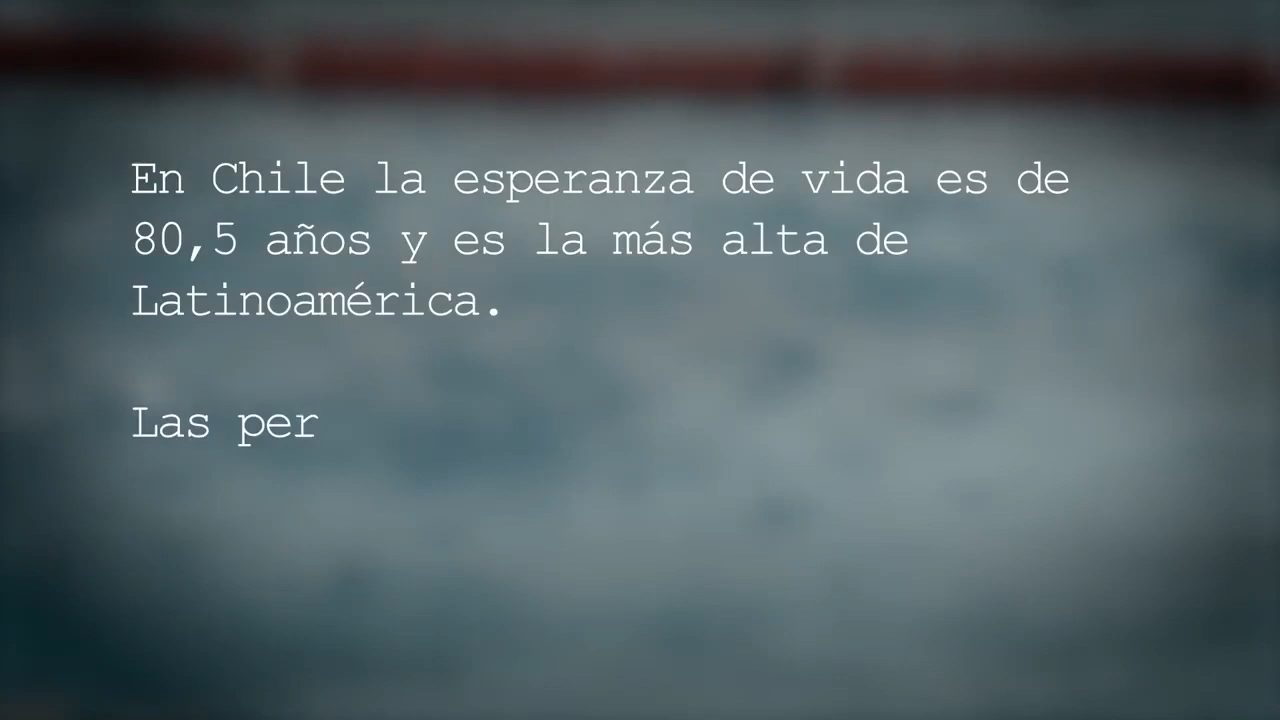 En Chile la esperanza de vida es de
80,5 años y es la más alta de
Latinoamérica.
Las per